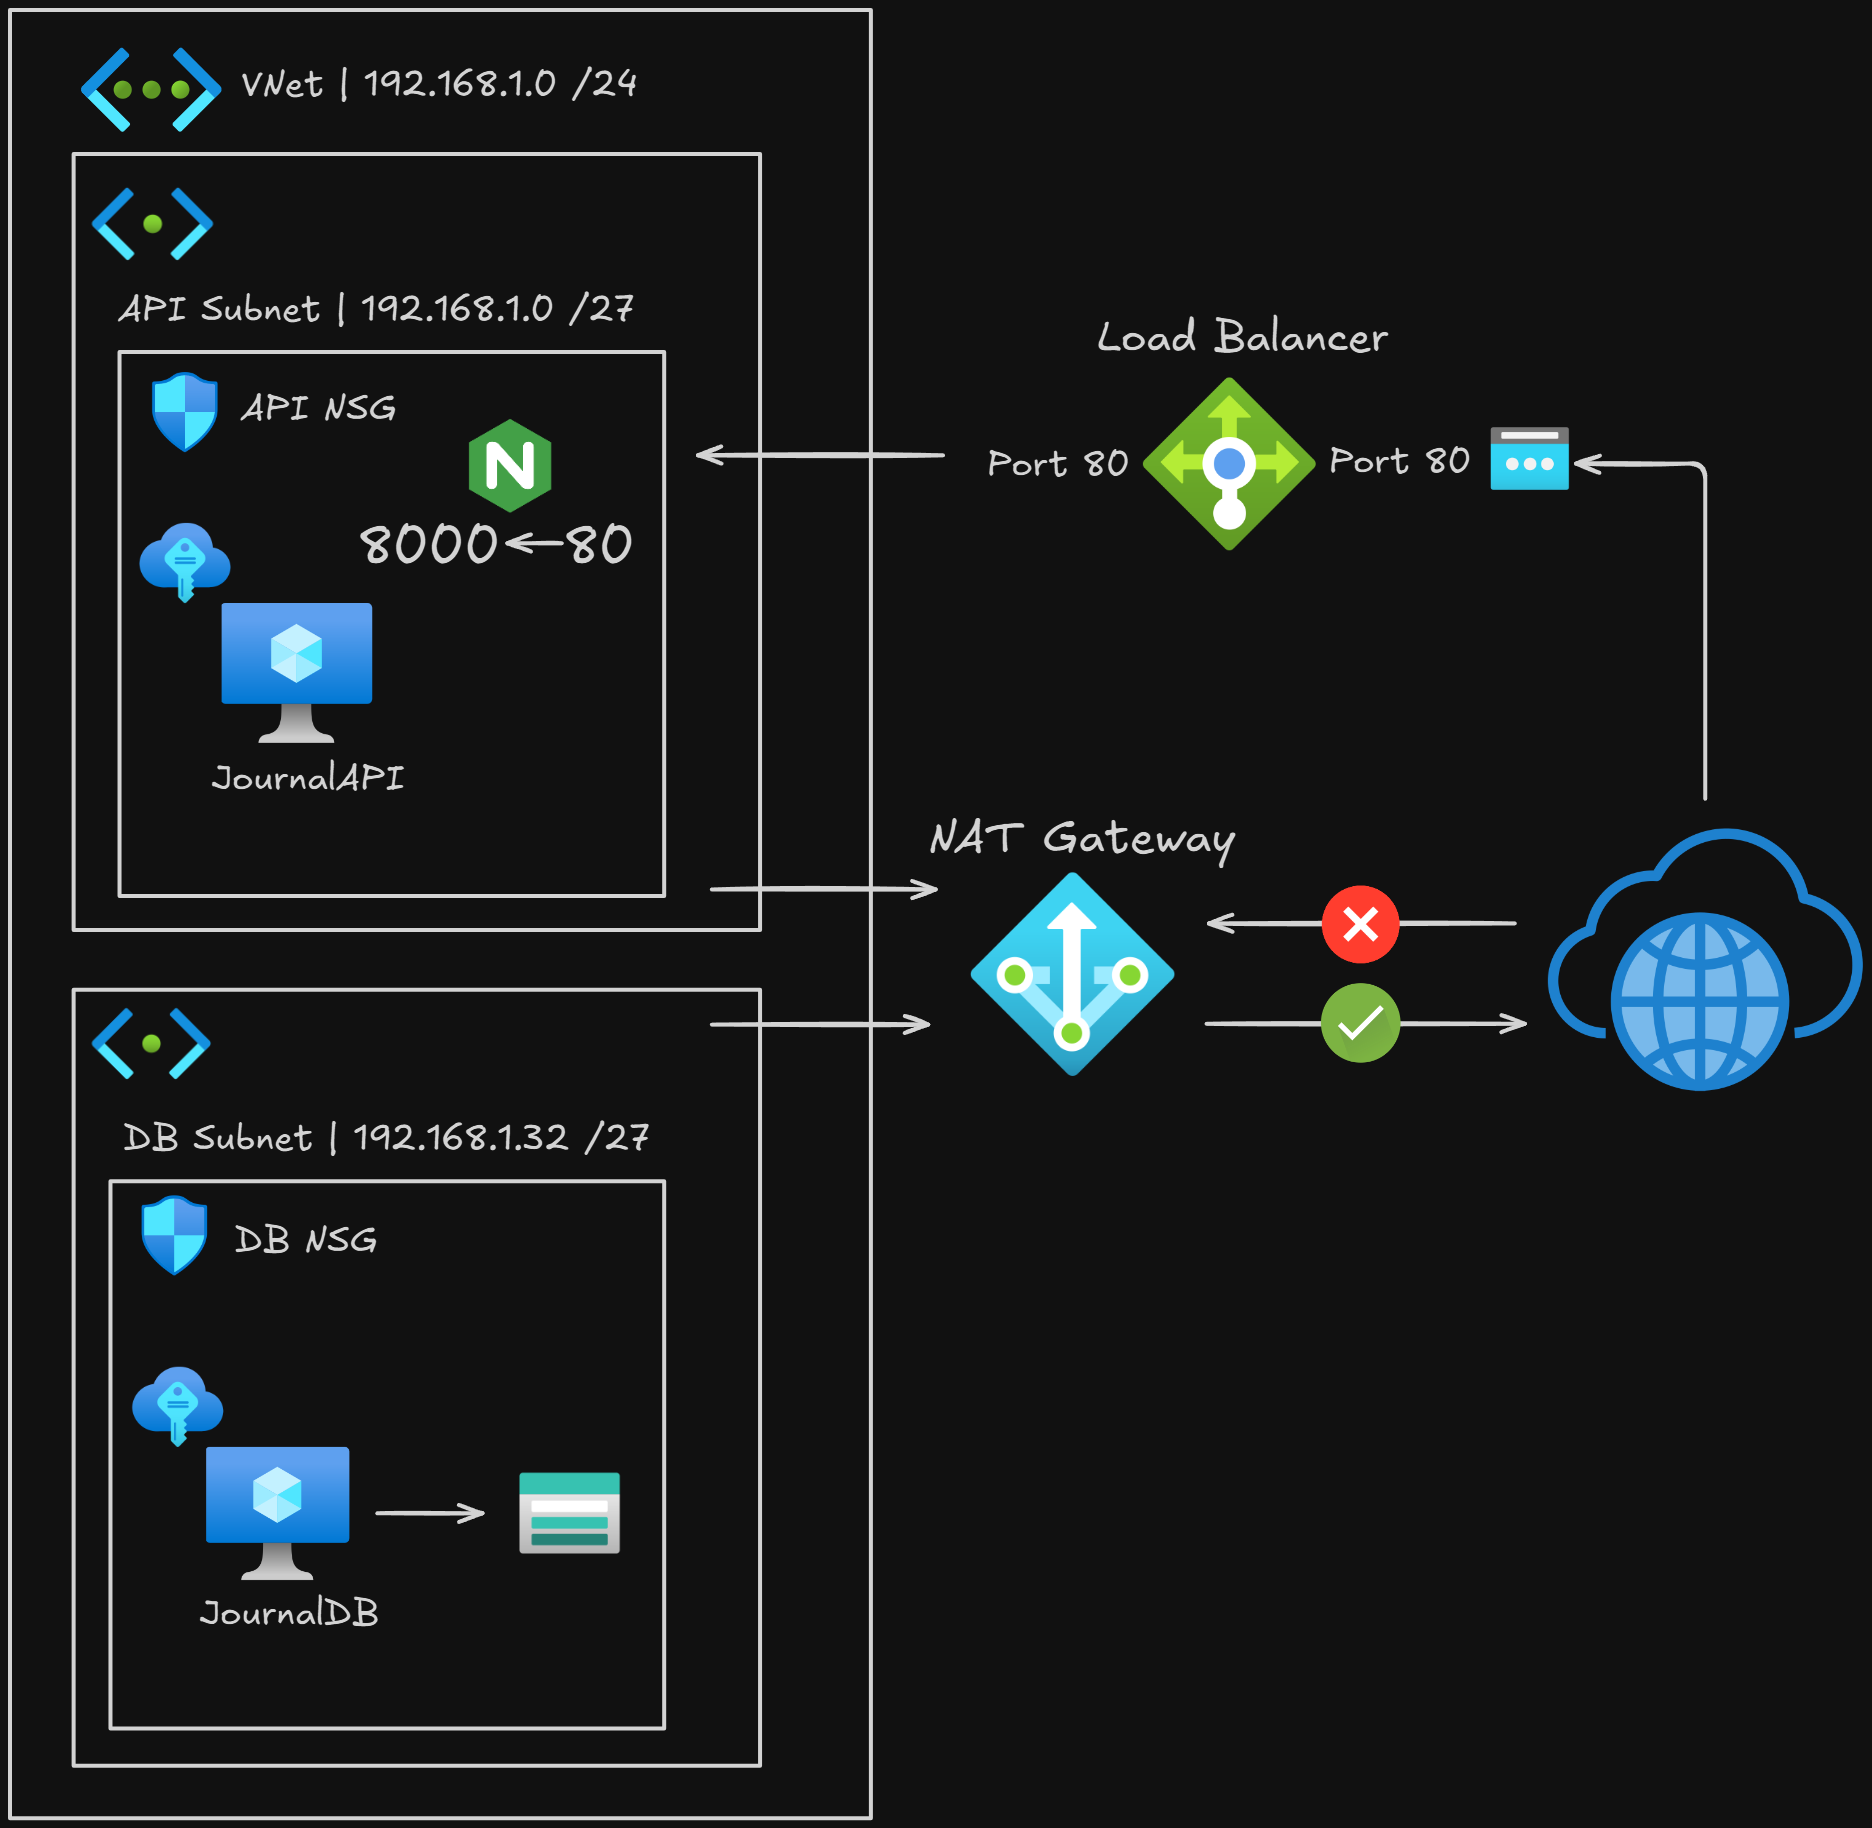 VNet | 192.168.1.0 /24
API Subnet | 192.168.1.0 /27
API NSG
N
8000 80
JournalAPI
Load Balancer
Port 80
Port 80
NAT Gateway
DB Subnet | 192.168.1.32 /27
DB NSG
JournalDB